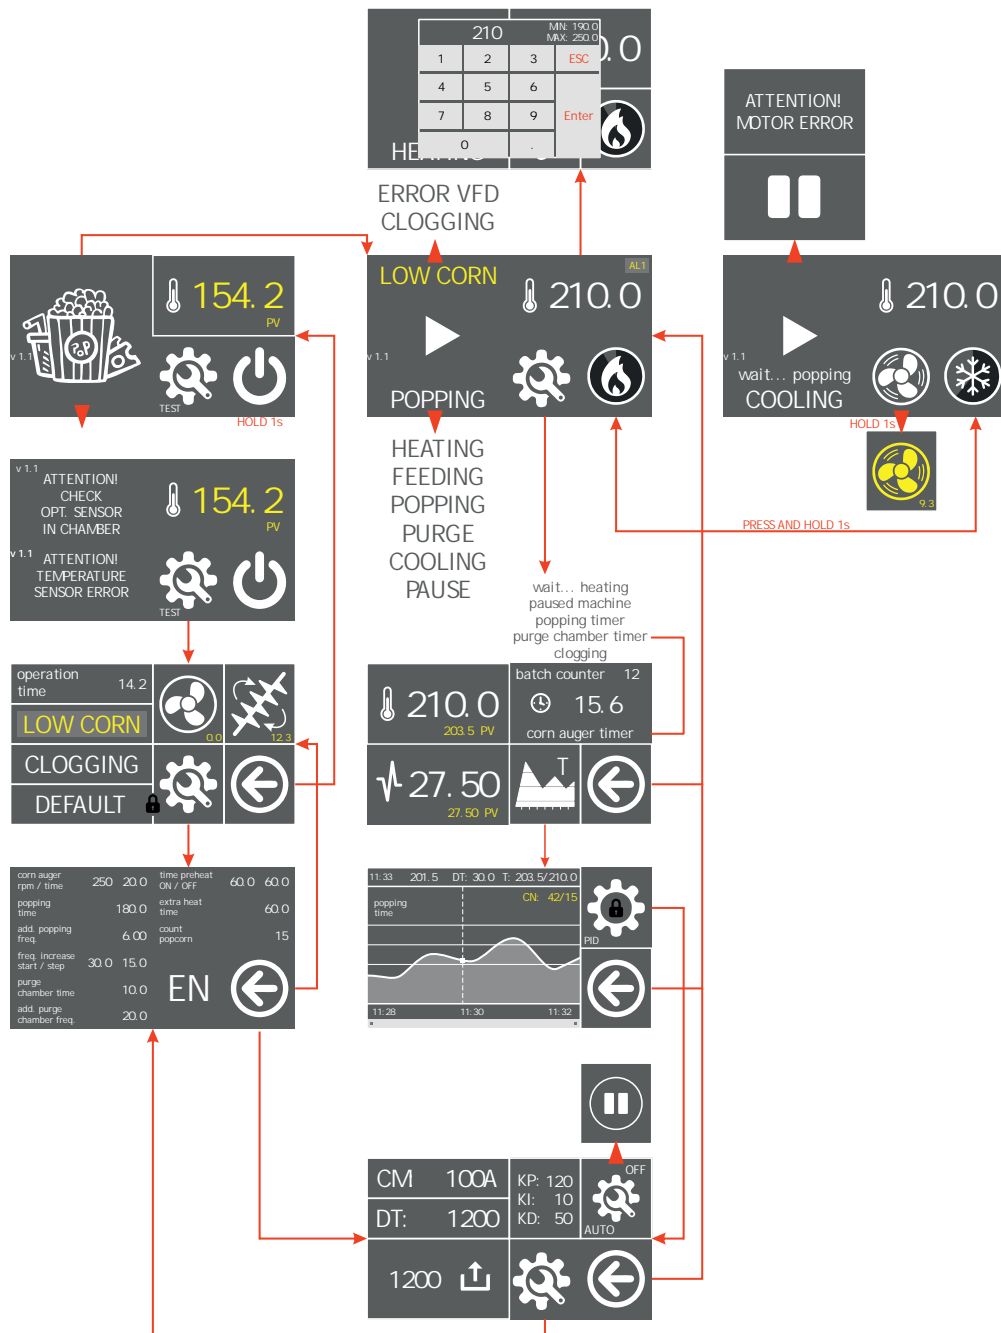 210
MIN: 190.0
MAX: 250.0
1 2 3 ESC
4 5 6
7 8 9 Enter
0 .
0.0
HEATING
ERROR VFD
CLOGGING
ATTENTION!
MOTOR ERROR
154.2
PV
v 1.1
TEST
HOLD 1s
LOW CORN
AL1
210.0
v 1.1
POPPING
210.0
v 1.1
wait... popping
COOLING
HOLD 1s
9.3
PRESS AND HOLD 1s
HEATING
FEEDING
POPPING
PURGE
COOLING
PAUSE
v 1.1
ATTENTION!
CHECK
OPT. SENSOR
IN CHAMBER
154.2
PV
v 1.1
ATTENTION!
TEMPERATURE
SENSOR ERROR
TEST
wait... heating
paused machine
popping timer
purge chamber timer
clogging
operation
time 14.2
LOW CORN
0.0
12.3
CLOGGING
DEFAULT
210.0
203.5 PV
batch counter 12
15.6
corn auger timer
27.50
27.50 PV
T
corn auger
rpm / time 250 20.0
popping
time 180.0
add. popping
freq. 6.00
freq. increase
start / step 30.0 15.0
purge
chamber time 10.0
add. purge
chamber freq. 20.0
time preheat
ON / OFF 60.0 60.0
extra heat
time 60.0
count
popcorn 15
EN
11:33 201.5 DT: 30.0 T: 203.5/210.0
CN: 42/15
popping
time
11:28 11:30 11:32
PID
CM 100A
DT: 1200
KP: 120
KI: 10
KD: 50
OFF
AUTO
1200